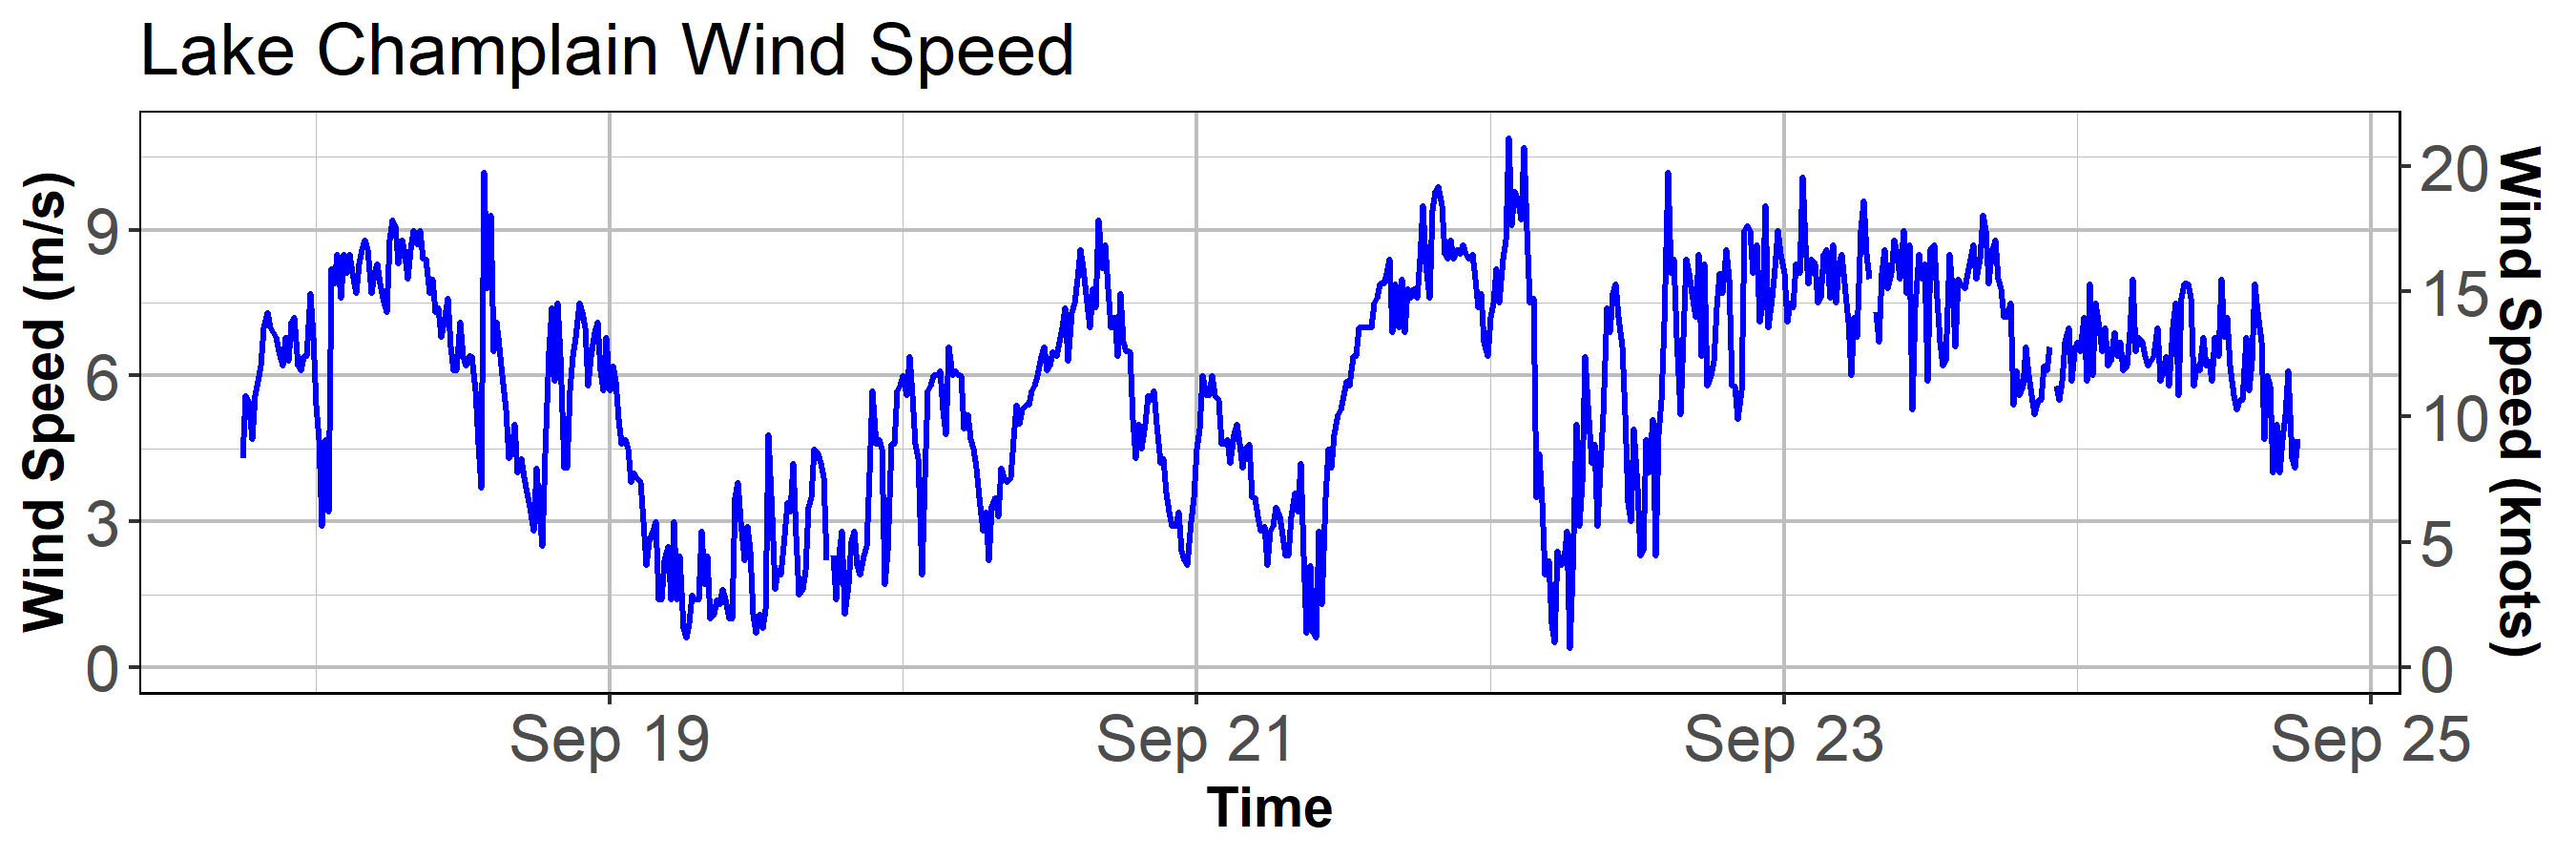 Lake Champlain Wind Speed
Wind Speed (m/s)
9
6
3
0
Wind Speed (knots)
20
15
10
5
0
Sep 19
Sep 21
Sep 23
Sep 25
Time